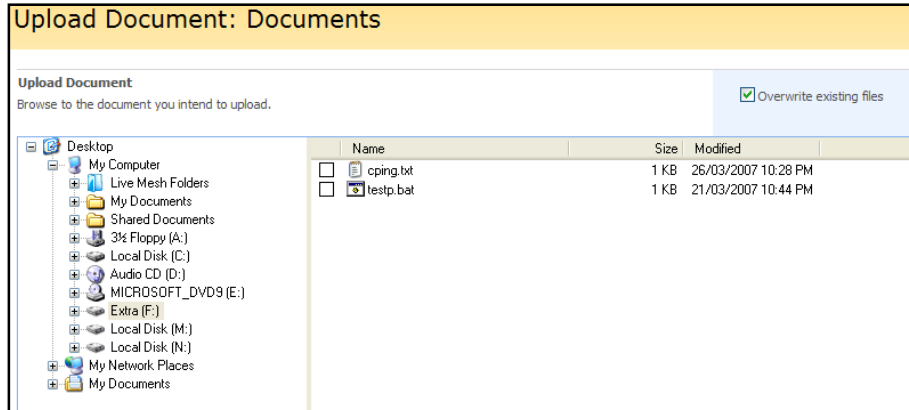 Upload Document: Documents
Upload Document
Browse to the document you intend to upload.
Overwrite existing files
Desktop
My Computer
Live Mesh Folders
My Documents
Shared Documents
3½ Floppy (A:)
Local Disk (C:)
Audio CD (D:)
MICROSOFT_DVD9 (E:)
Extra (F:)
Local Disk (M:)
Local Disk (N:)
My Network Places
My Documents
Name Size Modified
cping.txt 1 KB 26/03/2007 10:28 PM
testp.bat 1 KB 21/03/2007 10:44 PM